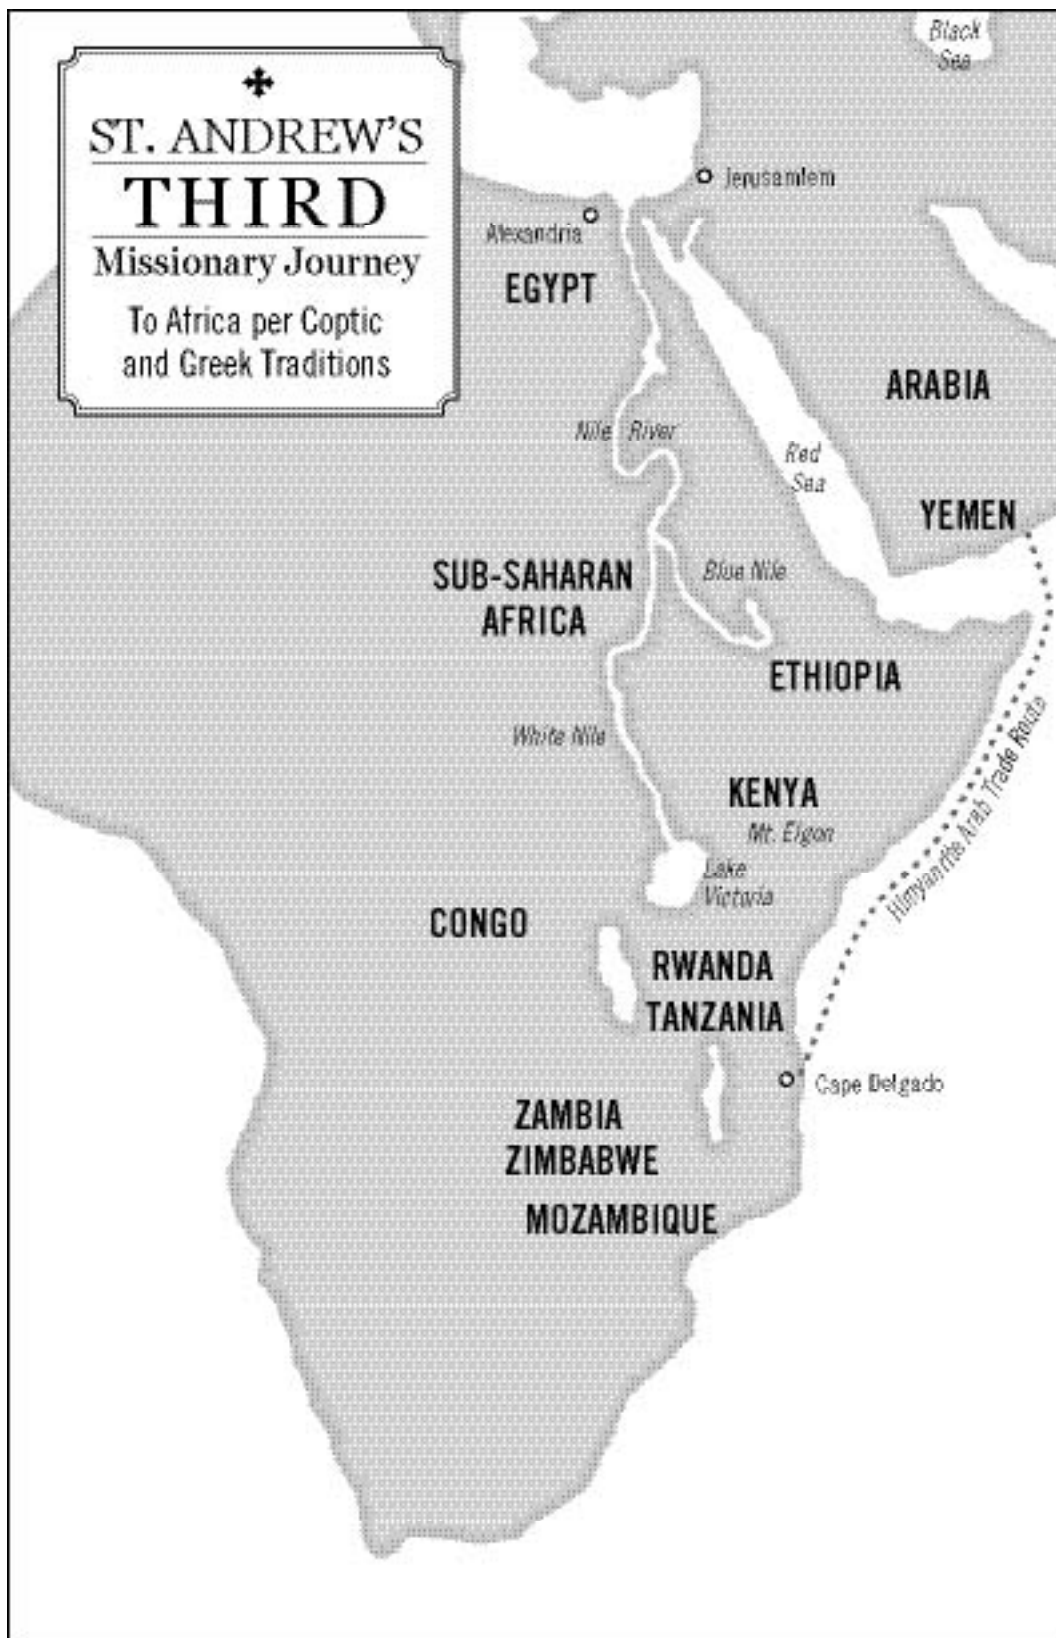 ST. ANDREW'S
THIRD
Missionary Journey
To Africa per Coptic
and Greek Traditions
Black
Sea
Jerusamlem
Alexandria
EGYPT
ARABIA
Nile River
Red
Sea
YEMEN
SUB-SAHARAN
AFRICA
Blue Nile
ETHIOPIA
White Nile
Himyanrite Arab Trade Route
KENYA
Mt. Elgon
Lake
Victoria
CONGO
RWANDA
TANZANIA
Cape Delgado
ZAMBIA
ZIMBABWE
MOZAMBIQUE